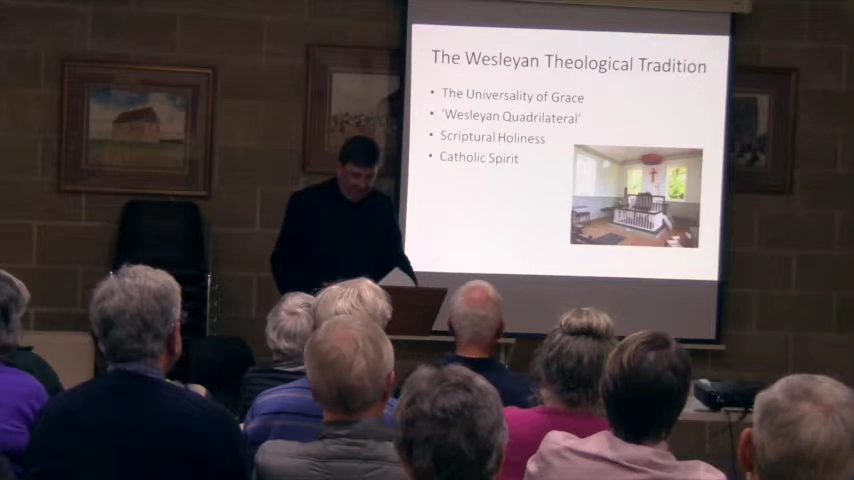 The Wesleyan Theological Tradition
• The Universality of Grace
• 'Wesleyan Quadrilateral'
• Scriptural Holiness
• Catholic Spirit